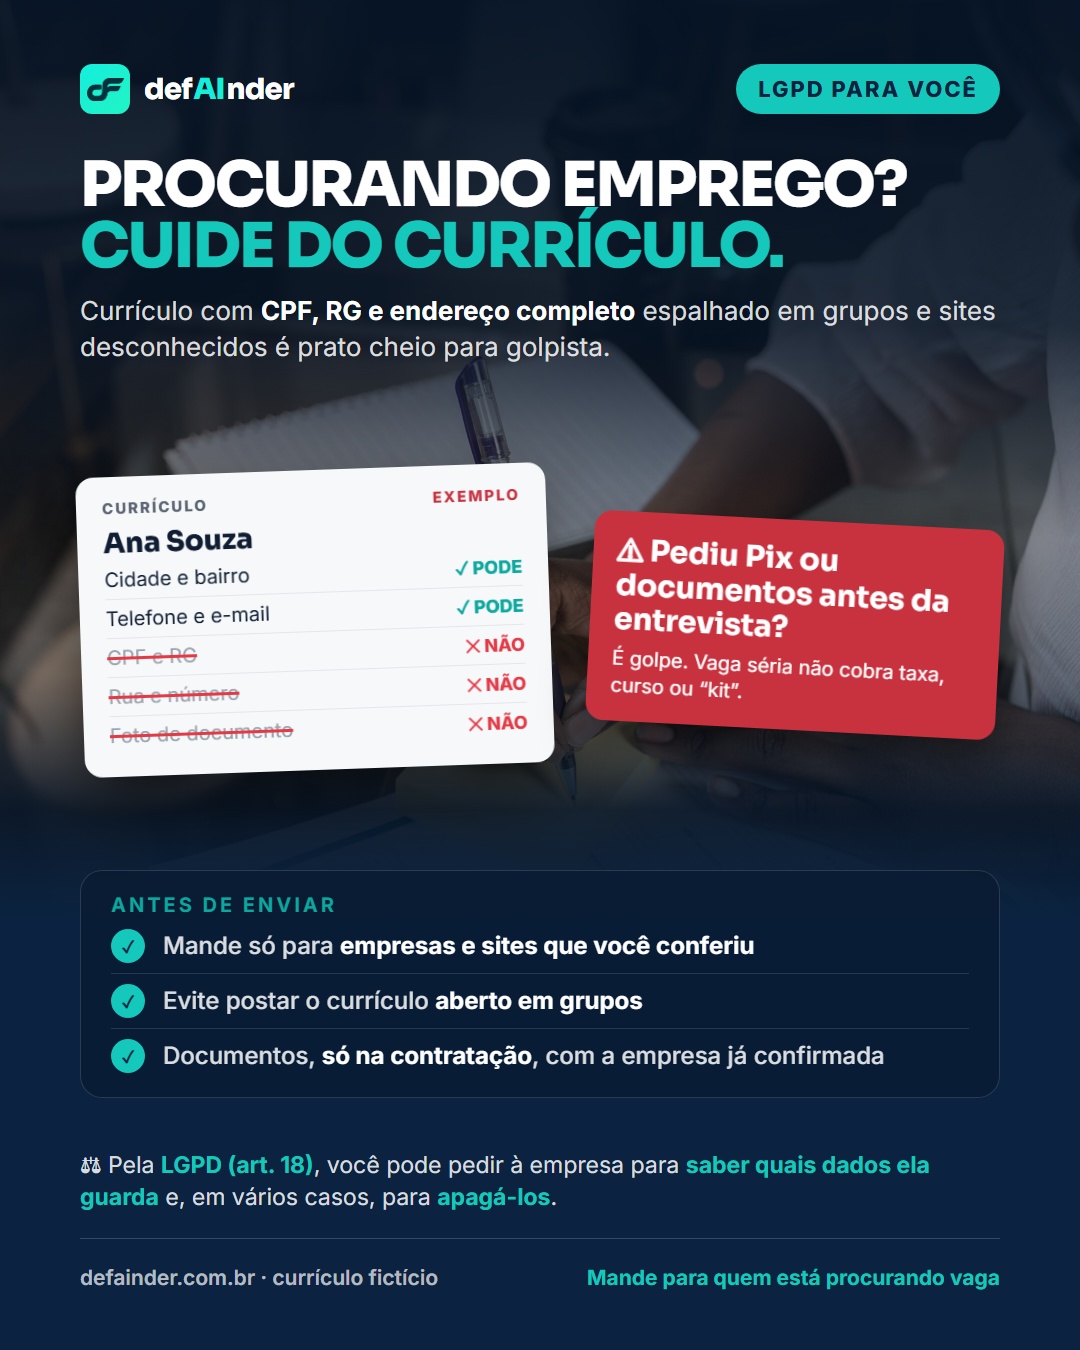 defAInder
LGPD PARA VOCÊ
PROCURANDO EMPREGO?
CUIDE DO CURRÍCULO.
Currículo com CPF, RG e endereço completo espalhado em grupos e sites
desconhecidos é prato cheio para golpista.
CURRÍCULO
EXEMPLO
Ana Souza
Cidade e bairro ✓ PODE
Telefone e e-mail ✓ PODE
CPF e RG ✕ NÃO
Rua e número ✕ NÃO
Foto de documento ✕ NÃO
⚠ Pediu Pix ou
documentos antes da
entrevista?
É golpe. Vaga séria não cobra taxa,
curso ou “kit”.
ANTES DE ENVIAR
✓ Mande só para empresas e sites que você conferiu
✓ Evite postar o currículo aberto em grupos
✓ Documentos, só na contratação, com a empresa já confirmada
⚖ Pela LGPD (art. 18), você pode pedir à empresa para saber quais dados ela
guarda e, em vários casos, para apagá-los.
defainder.com.br · currículo fictício
Mande para quem está procurando vaga